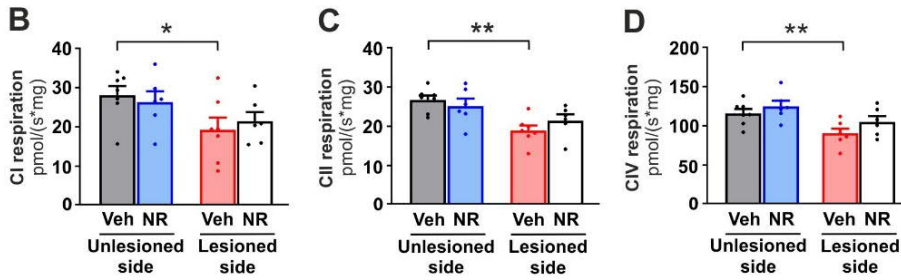 B
CI respiration
pmol/(s*mg)
40
30
20
10
0
*
Veh NR Veh NR
Unlesioned Lesioned
side side
C
CII respiration
pmol/(s*mg)
40
30
20
10
0
**
Veh NR Veh NR
Unlesioned Lesioned
side side
D
CIV respiration
pmol/(s*mg)
200
150
100
50
0
**
Veh NR Veh NR
Unlesioned Lesioned
side side